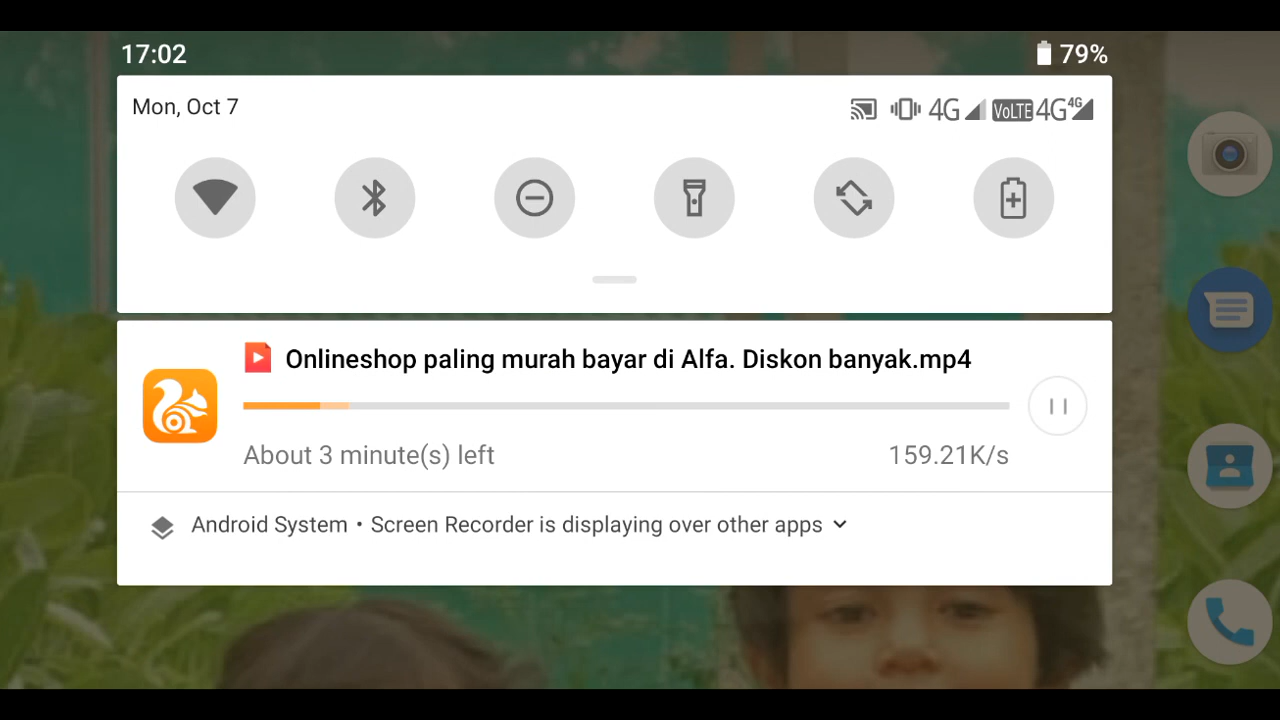 17:02
79%
Mon, Oct 7
4G VoLTE 4G 4G
Onlineshop paling murah bayar di Alfa. Diskon banyak.mp4
About 3 minute(s) left
159.21K/s
Android System • Screen Recorder is displaying over other apps